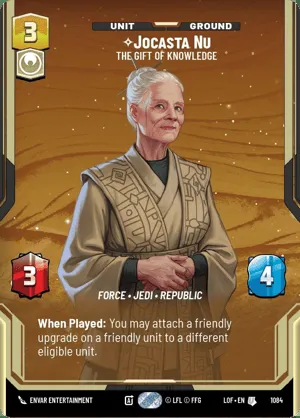 UNIT GROUND
3
✧JOCASTA NU
THE GIFT OF KNOWLEDGE
3
4
FORCE • JEDI • REPUBLIC
When Played: You may attach a friendly
upgrade on a friendly unit to a different
eligible unit.
ENVAR ENTERTAINMENT © LFL © FFG LOF • EN 1084